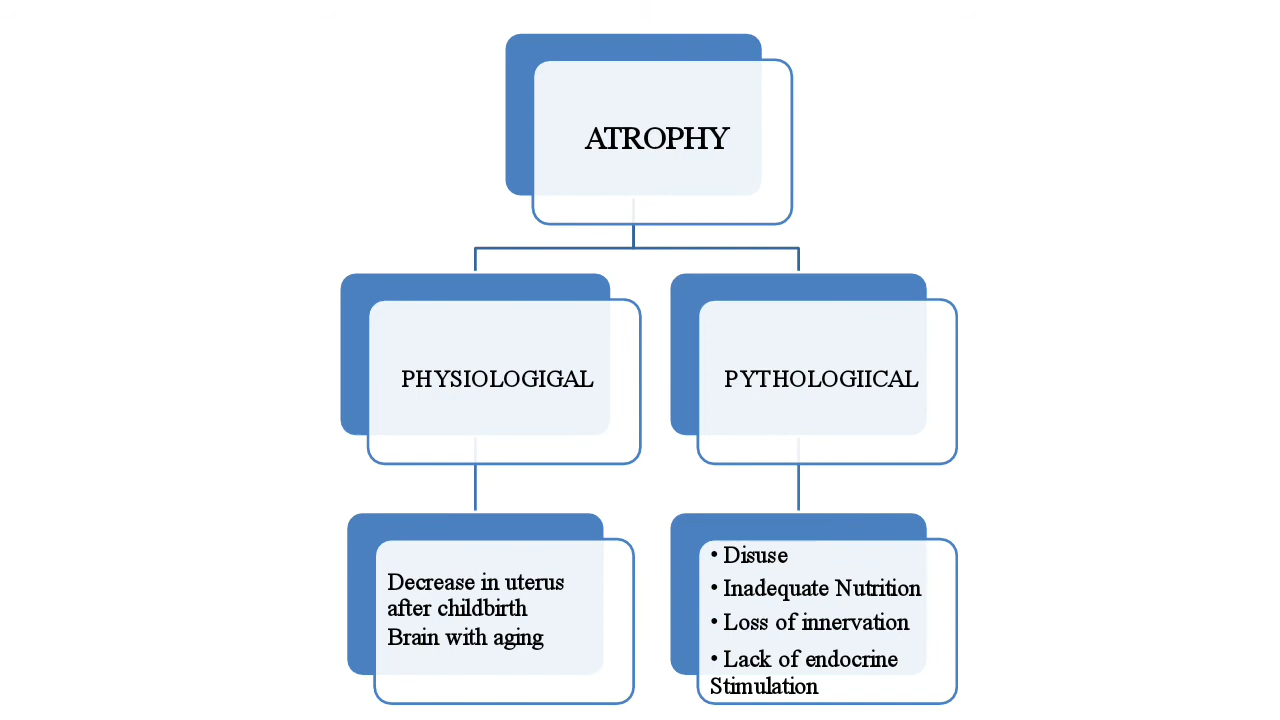 ATROPHY
PHYSIOLOGIGAL
PYTHOLOGIICAL
Decrease in uterus
after childbirth
Brain with aging
• Disuse
• Inadequate Nutrition
• Loss of innervation
• Lack of endocrine
Stimulation